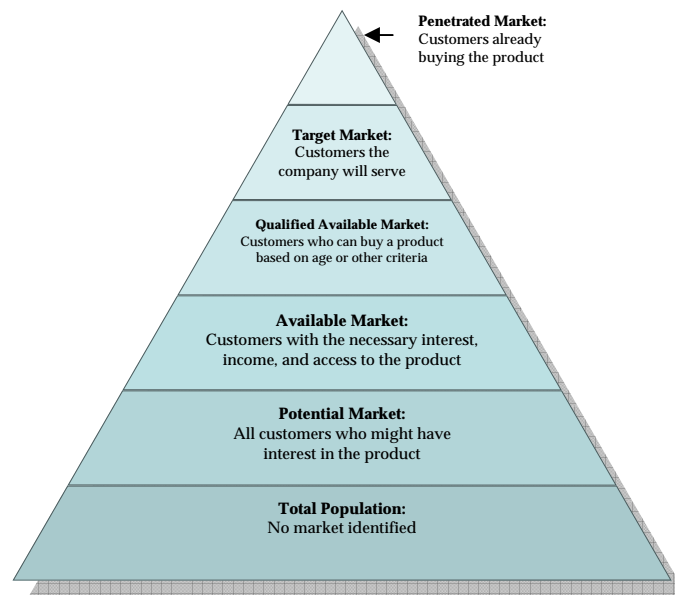 Penetrated Market:
Customers already
buying the product
Target Market:
Customers the
company will serve
Qualified Available Market:
Customers who can buy a product
based on age or other criteria
Available Market:
Customers with the necessary interest,
income, and access to the product
Potential Market:
All customers who might have
interest in the product
Total Population:
No market identified